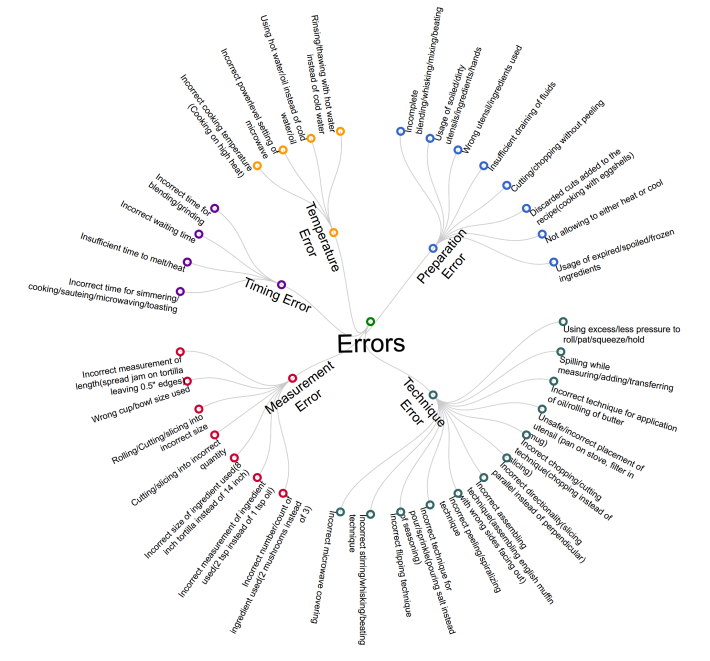 Errors
Temperature
Error
Incorrect cooking temperature
(Cooking on high heat)
Incorrect powerlevel setting of
microwave
Using hot water/oil instead of cold
water/oil
Rinsing/thawing with hot water
instead of cold water
Preparation
Error
Incomplete
blending/whisking/mixing/beating
Usage of soiled/dirty
utensils/ingredients/hands
Wrong utensil/ingredients used
Insufficient draining of fluids
Cutting/chopping without peeling
Discarded cuts added to the
recipe(cooking with eggshells)
Not allowing to either heat or cool
Usage of expired/spoiled/frozen
ingredients
Technique
Error
Using excess/less pressure to
roll/pat/squeeze/hold
Spilling while
measuring/adding/transferring
Incorrect technique for application
of oil/rolling of butter
Unsafe/incorrect placement of
utensil (pan on stove, filter in
mug)
Incorrect chopping/cutting
technique(chopping instead of
slicing)
Incorrect directionality(slicing
parallel instead of perpendicular)
Incorrect assembling
technique(assembling english muffin
with wrong sides facing out)
Incorrect peeling/spiralizing
technique
Incorrect technique for
pour/sprinkle(pouring salt instead
of seasoning)
Incorrect flipping technique
Incorrect stirring/whisking/beating
technique
Incorrect microwave covering
Measurement
Error
Incorrect number/count of
ingredient used(2 mushrooms instead
of 3)
Incorrect measurement of ingredient
used(2 tsp instead of 1 tsp oil)
Incorrect size of ingredient used(8
inch tortilla instead of 14 inch)
Cutting/slicing into incorrect
quantity
Rolling/Cutting/slicing into
incorrect size
Wrong cup/bowl size used
Incorrect measurement of
length(spread jam on tortilla
leaving 0.5" edges)
Timing Error
Incorrect time for simmering/
cooking/sauteing/microwaving/toasting
Insufficient time to melt/heat
Incorrect waiting time
Incorrect time for
blending/grinding